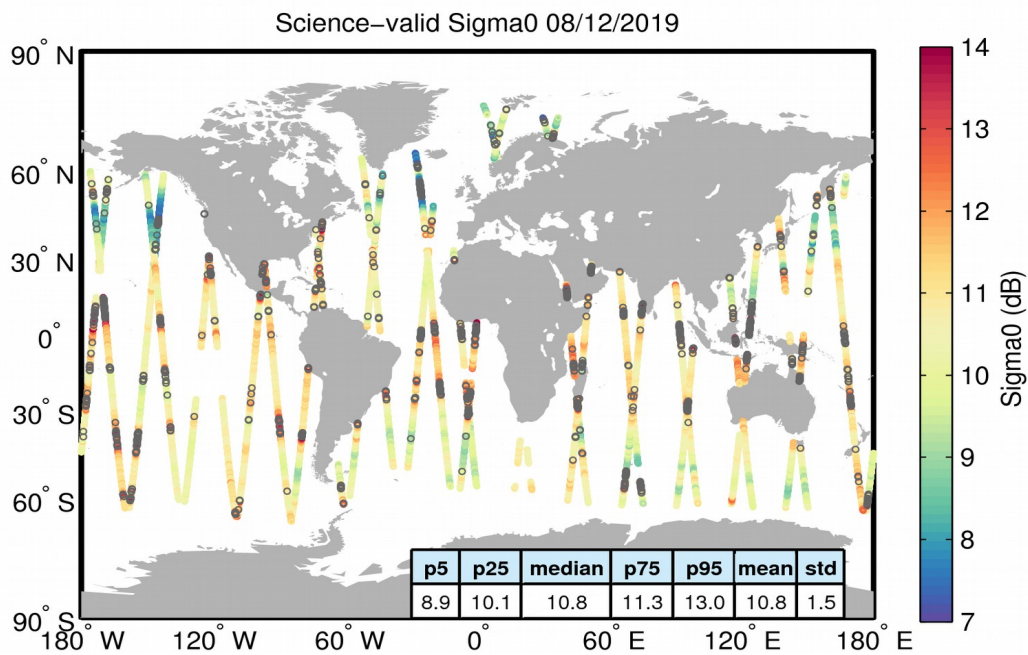 Science−valid Sigma0 08/12/2019
90° N
60° N
30° N
0°
30° S
60° S
90° S
180° W
120° W
60° W
0°
60° E
120° E
180° E
p5 p25 median p75 p95 mean std
8.9 10.1 10.8 11.3 13.0 10.8 1.5
14
13
12
11
10
9
8
7
Sigma0 (dB)